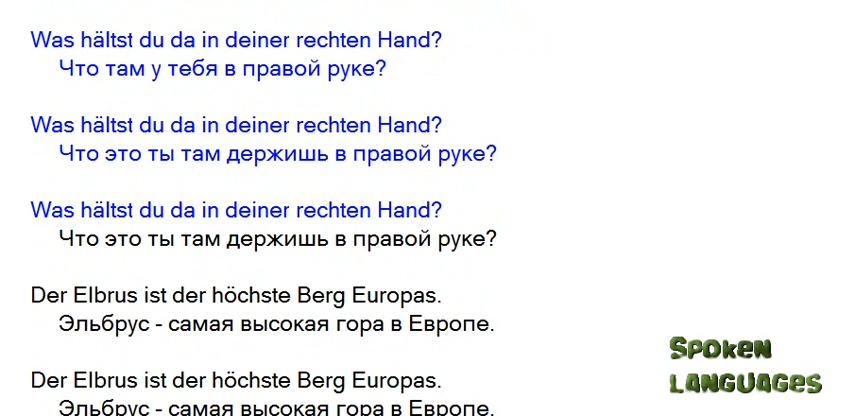 Was hältst du da in deiner rechten Hand?
Что там у тебя в правой руке?
Was hältst du da in deiner rechten Hand?
Что это ты там держишь в правой руке?
Was hältst du da in deiner rechten Hand?
Что это ты там держишь в правой руке?
Der Elbrus ist der höchste Berg Europas.
Эльбрус - самая высокая гора в Европе.
Der Elbrus ist der höchste Berg Europas.
Эльбрус - самая высокая гора в Европе.
Spoken
Languages